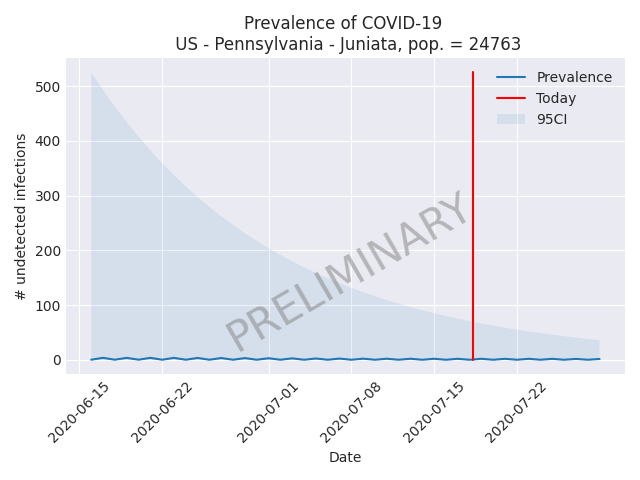 Prevalence of COVID-19
US - Pennsylvania - Juniata, pop. = 24763
Prevalence
Today
95CI
500
400
300
200
100
0
# undetected infections
PRELIMINARY
2020-06-15
2020-06-22
2020-07-01
2020-07-08
2020-07-15
2020-07-22
Date